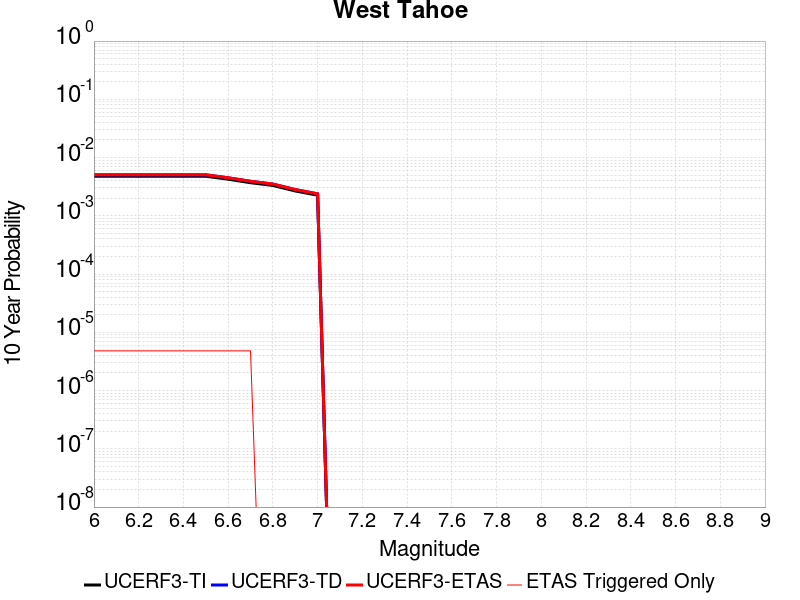 West Tahoe
10^0
10^-1
10^-2
10^-3
10^-4
10^-5
10^-6
10^-7
10^-8
10 Year Probability
6 6.2 6.4 6.6 6.8 7 7.2 7.4 7.6 7.8 8 8.2 8.4 8.6 8.8 9
Magnitude
UCERF3-TI UCERF3-TD UCERF3-ETAS ETAS Triggered Only